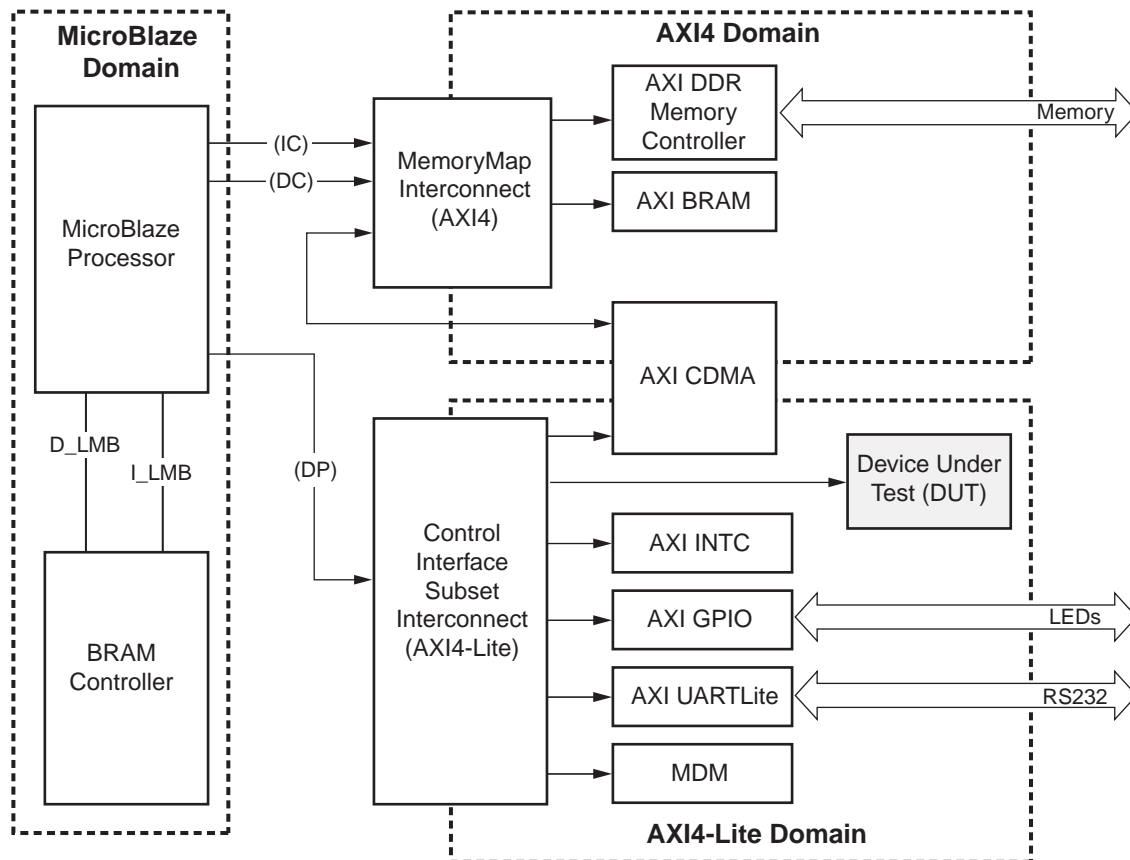 MicroBlaze
Domain
AXI4 Domain
AXI DDR
Memory
Controller
Memory
(IC)
(DC)
MemoryMap
Interconnect
(AXI4)
AXI BRAM
MicroBlaze
Processor
AXI CDMA
D_LMB
I_LMB
(DP)
Device Under
Test (DUT)
Control
Interface
Subset
Interconnect
(AXI4-Lite)
AXI INTC
AXI GPIO
LEDs
BRAM
Controller
AXI UARTLite
RS232
MDM
AXI4-Lite Domain